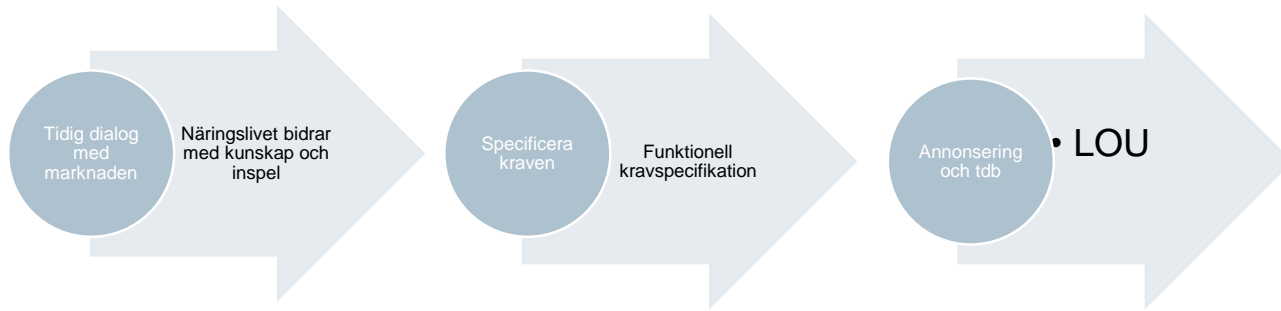 Tidig dialog
med
marknaden
Näringslivet bidrar
med kunskap och
inspel
Specificera
kraven
Funktionell
kravspecifikation
Annonsering
och tdb
• LOU